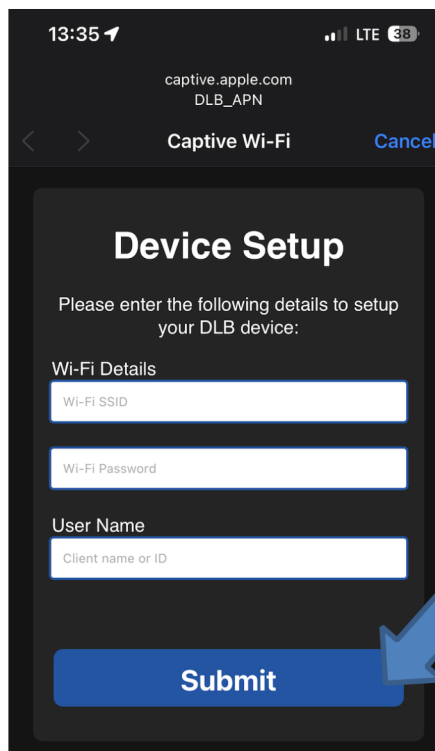 13:35
LTE 38
captive.apple.com
DLB_APN
Captive Wi-Fi
Cancel
Device Setup
Please enter the following details to setup
your DLB device:
Wi-Fi Details
Wi-Fi SSID
Wi-Fi Password
User Name
Client name or ID
Submit